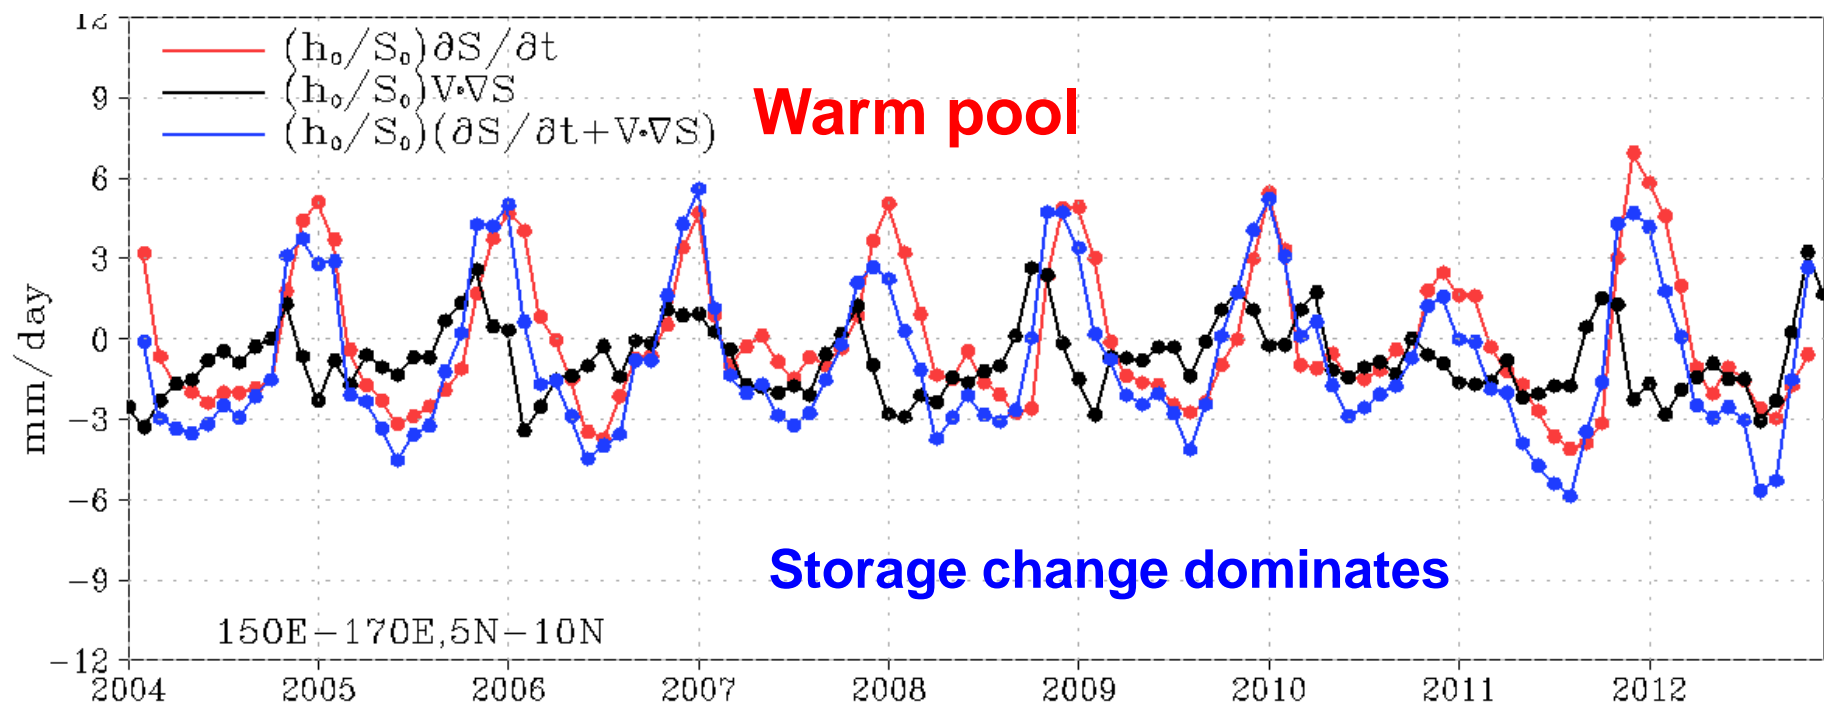 12
(h₀/S₀)∂S/∂t
(h₀/S₀)V·∇S
(h₀/S₀)(∂S/∂t+V·∇S)
Warm pool
9
6
3
0
−3
−6
−9
−12
mm/day
Storage change dominates
150E−170E,5N−10N
2004 2005 2006 2007 2008 2009 2010 2011 2012